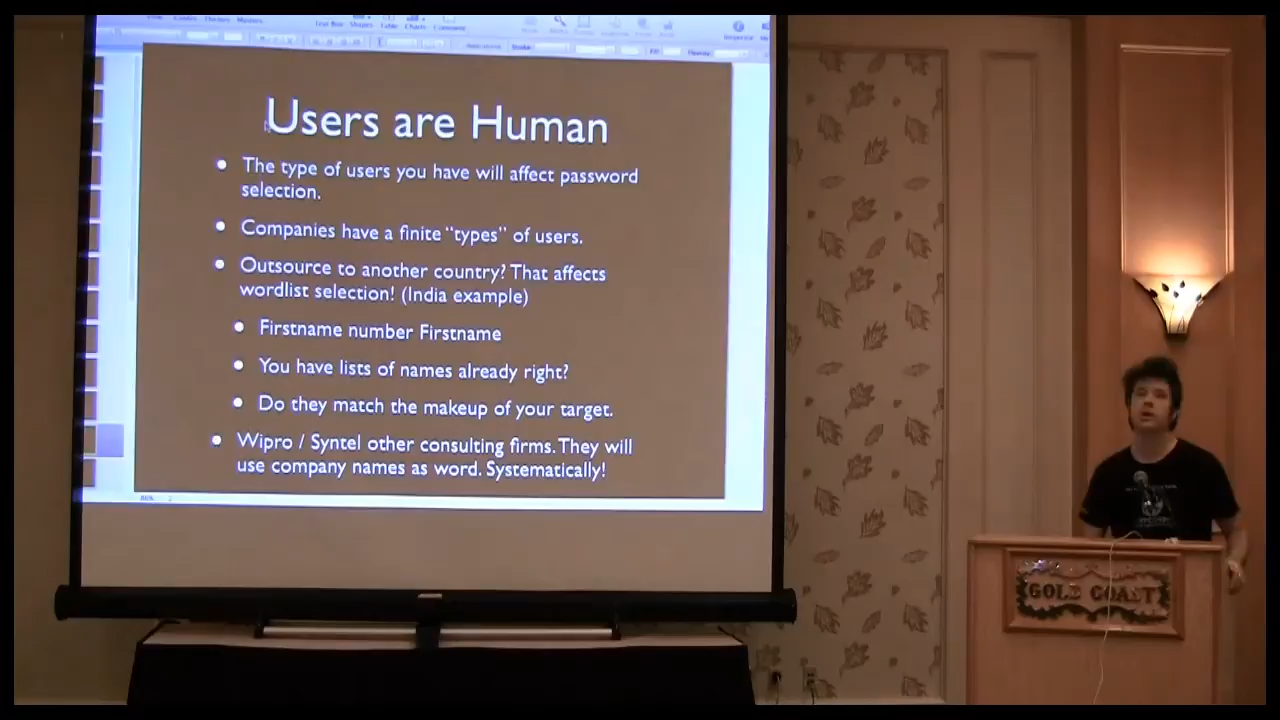 Users are Human
The type of users you have will affect password
selection.
Companies have a finite “types” of users.
Outsource to another country? That affects
wordlist selection! (India example)
Firstname number Firstname
You have lists of names already right?
Do they match the makeup of your target.
Wipro / Syntel other consulting firms. They will
use company names as word. Systematically!
GOLD COAST